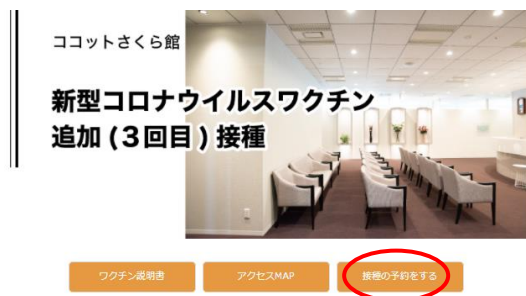 ココットさくら館
新型コロナウイルスワクチン
追加(3回目)接種
ワクチン説明書
アクセスMAP
接種の予約をする